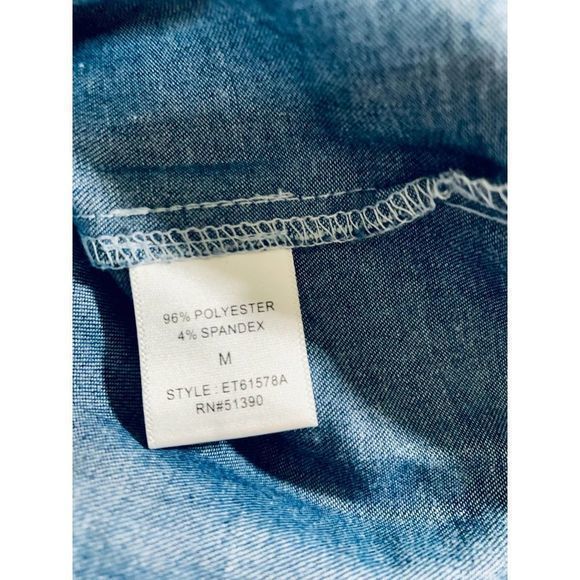 96% POLYESTER
4% SPANDEX
M
STYLE : ET61578A
RN#51390